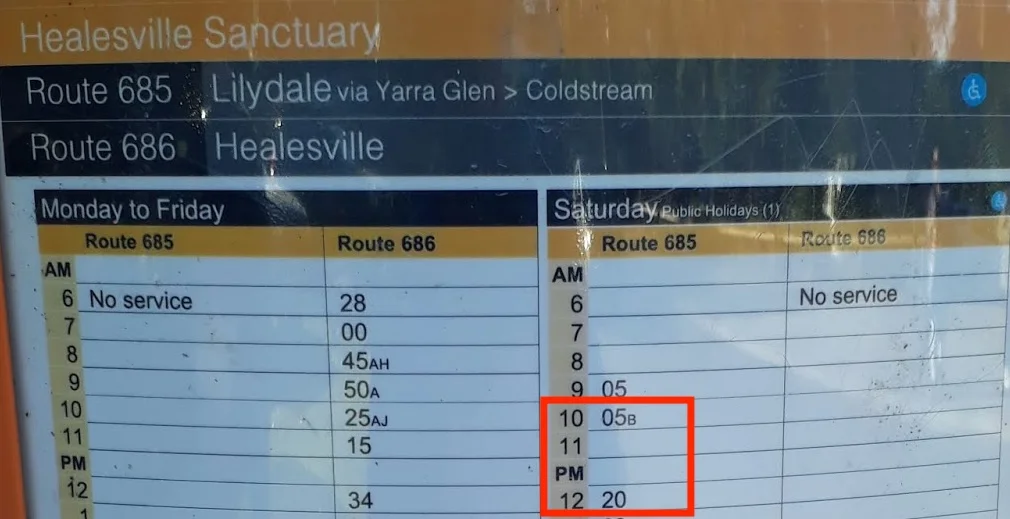 Healesville Sanctuary
Route 685 Lilydale via Yarra Glen > Coldstream
Route 686 Healesville
Monday to Friday
Route 685 Route 686
AM
6 No service 28
7 00
8 45AH
9 50A
10 25AJ
11 15
PM
12 34
1
Saturday Public Holidays (1)
Route 685 Route 686
AM
6 No service
7
8
9 05
10 05B
11
PM
12 20